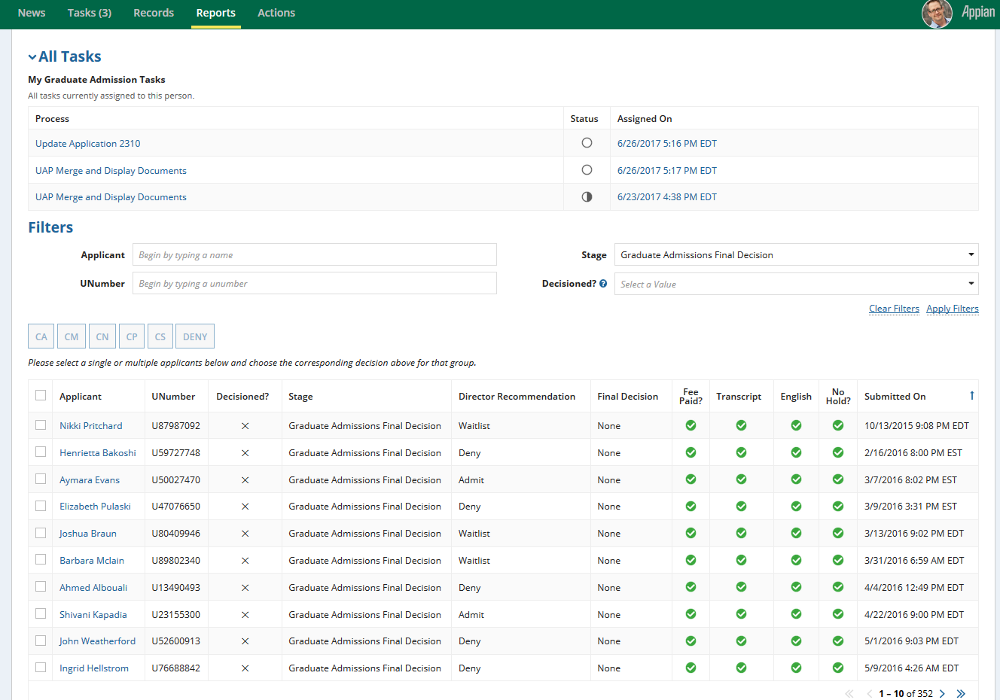 News Tasks (3) Records Reports Actions Appian
All Tasks
My Graduate Admission Tasks
All tasks currently assigned to this person.
Process Status Assigned On
Update Application 2310 6/26/2017 5:16 PM EDT
UAP Merge and Display Documents 6/26/2017 5:17 PM EDT
UAP Merge and Display Documents 6/23/2017 4:38 PM EDT
Filters
Applicant Begin by typing a name Stage Graduate Admissions Final Decision
UNumber Begin by typing a unumber Decisioned? ? Select a Value
Clear Filters Apply Filters
CA CM CN CP CS DENY
Please select a single or multiple applicants below and choose the corresponding decision above for that group.
Applicant UNumber Decisioned? Stage Director Recommendation Final Decision Fee Paid? Transcript English No Hold? Submitted On
Nikki Pritchard U87987092 Graduate Admissions Final Decision Waitlist None 10/13/2015 9:08 PM EDT
Henrietta Bakoshi U59727748 Graduate Admissions Final Decision Deny None 2/16/2016 8:00 PM EST
Aymara Evans U50027470 Graduate Admissions Final Decision Admit None 3/7/2016 8:02 PM EST
Elizabeth Pulaski U47076650 Graduate Admissions Final Decision Deny None 3/9/2016 3:31 PM EST
Joshua Braun U80409946 Graduate Admissions Final Decision Waitlist None 3/13/2016 9:02 PM EDT
Barbara Mclain U89802340 Graduate Admissions Final Decision Waitlist None 3/31/2016 6:59 AM EDT
Ahmed Albouali U13490493 Graduate Admissions Final Decision Deny None 4/4/2016 12:49 PM EDT
Shivani Kapadia U23155300 Graduate Admissions Final Decision Admit None 4/22/2016 9:00 PM EDT
John Weatherford U52600913 Graduate Admissions Final Decision Deny None 5/1/2016 9:03 PM EDT
Ingrid Hellstrom U76688842 Graduate Admissions Final Decision Deny None 5/9/2016 4:26 AM EDT
1 – 10 of 352